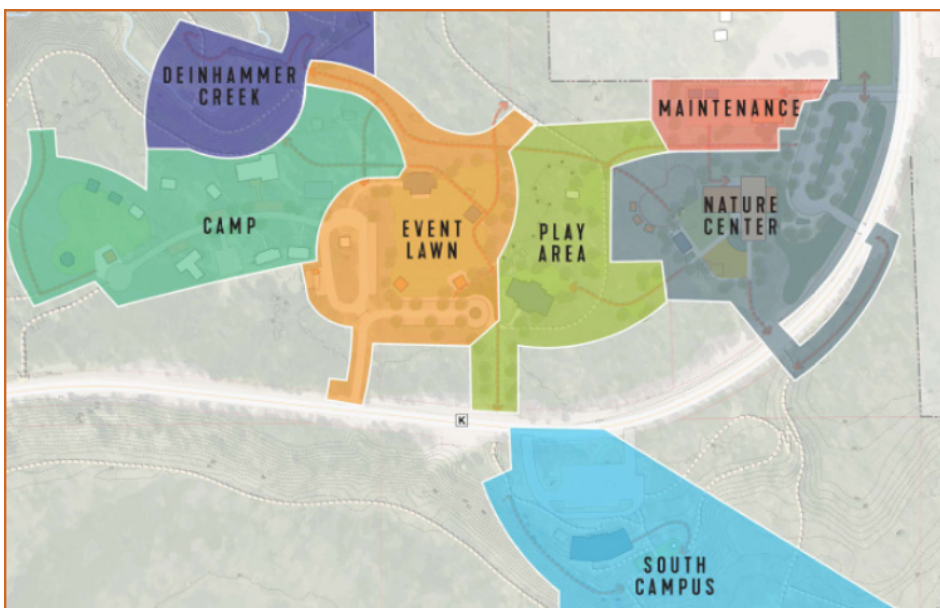 DEINHAMMER
CREEK
MAINTENANCE
CAMP
EVENT
LAWN
PLAY
AREA
NATURE
CENTER
K
SOUTH
CAMPUS